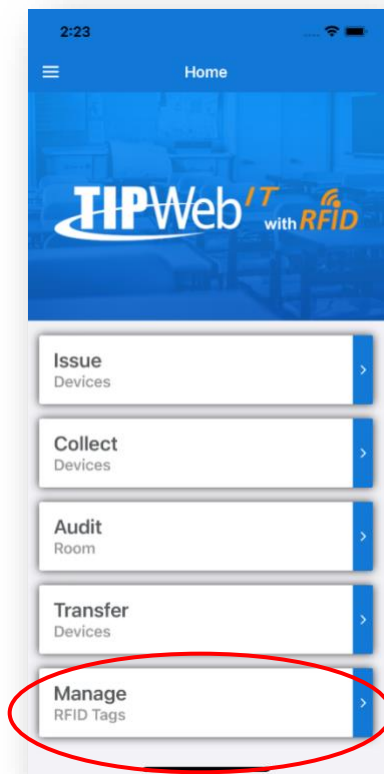 2:23
Home
TIPWeb IT with RFID
Issue
Devices
Collect
Devices
Audit
Room
Transfer
Devices
Manage
RFID Tags